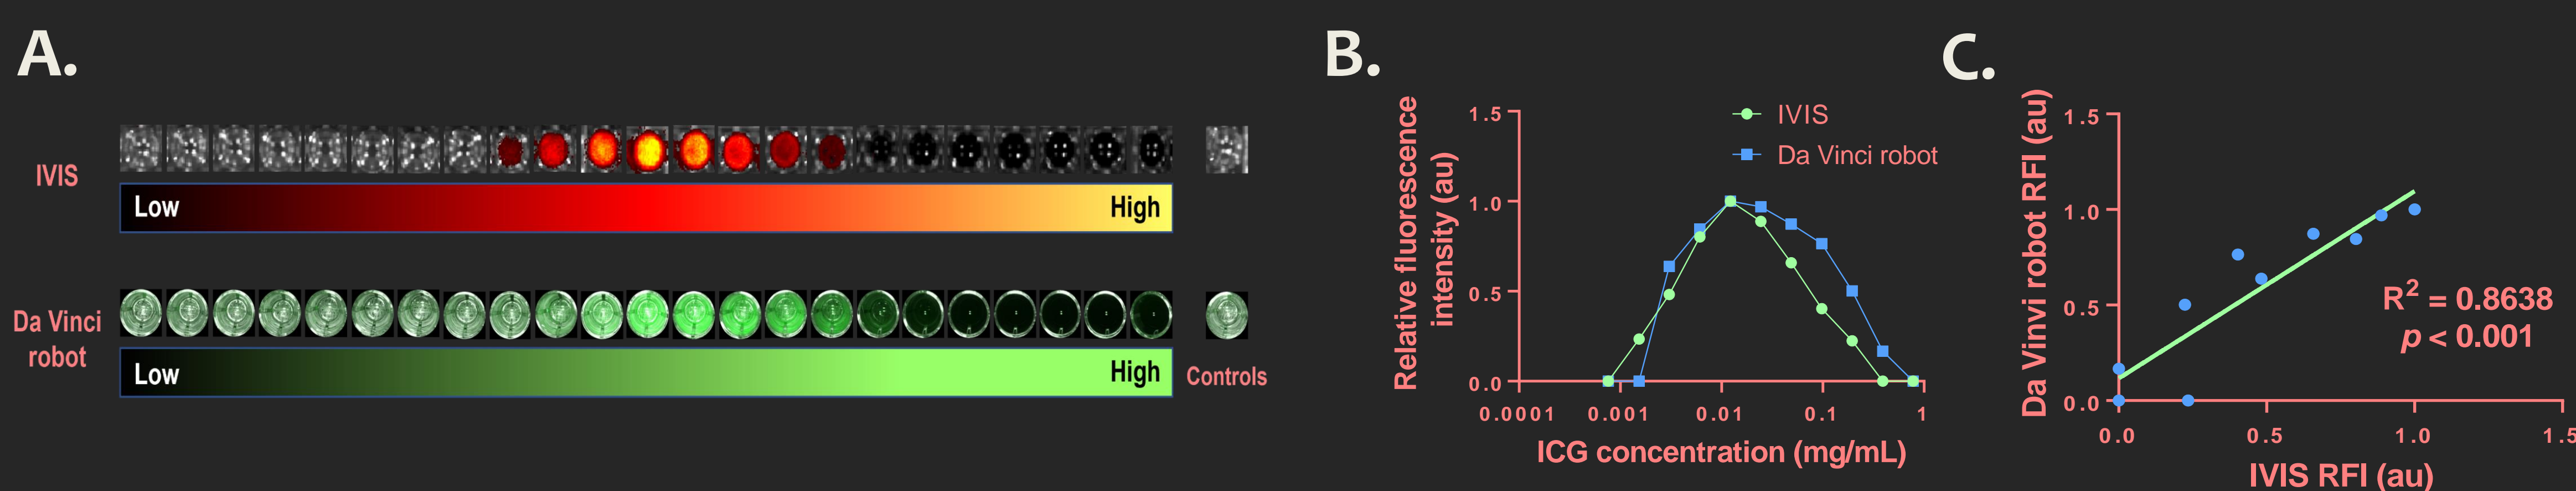 A.
IVIS
Low
High
Da Vinci
robot
Low
High
Controls
B.
Relative fluorescence
intensity (au)
1.5
1.0
0.5
0.0
0.0001
0.001
0.01
0.1
1
ICG concentration (mg/mL)
IVIS
Da Vinci robot
C.
Da Vinvi robot RFI (au)
1.5
1.0
0.5
0.0
0.0
0.5
1.0
1.5
IVIS RFI (au)
R² = 0.8638
p < 0.001